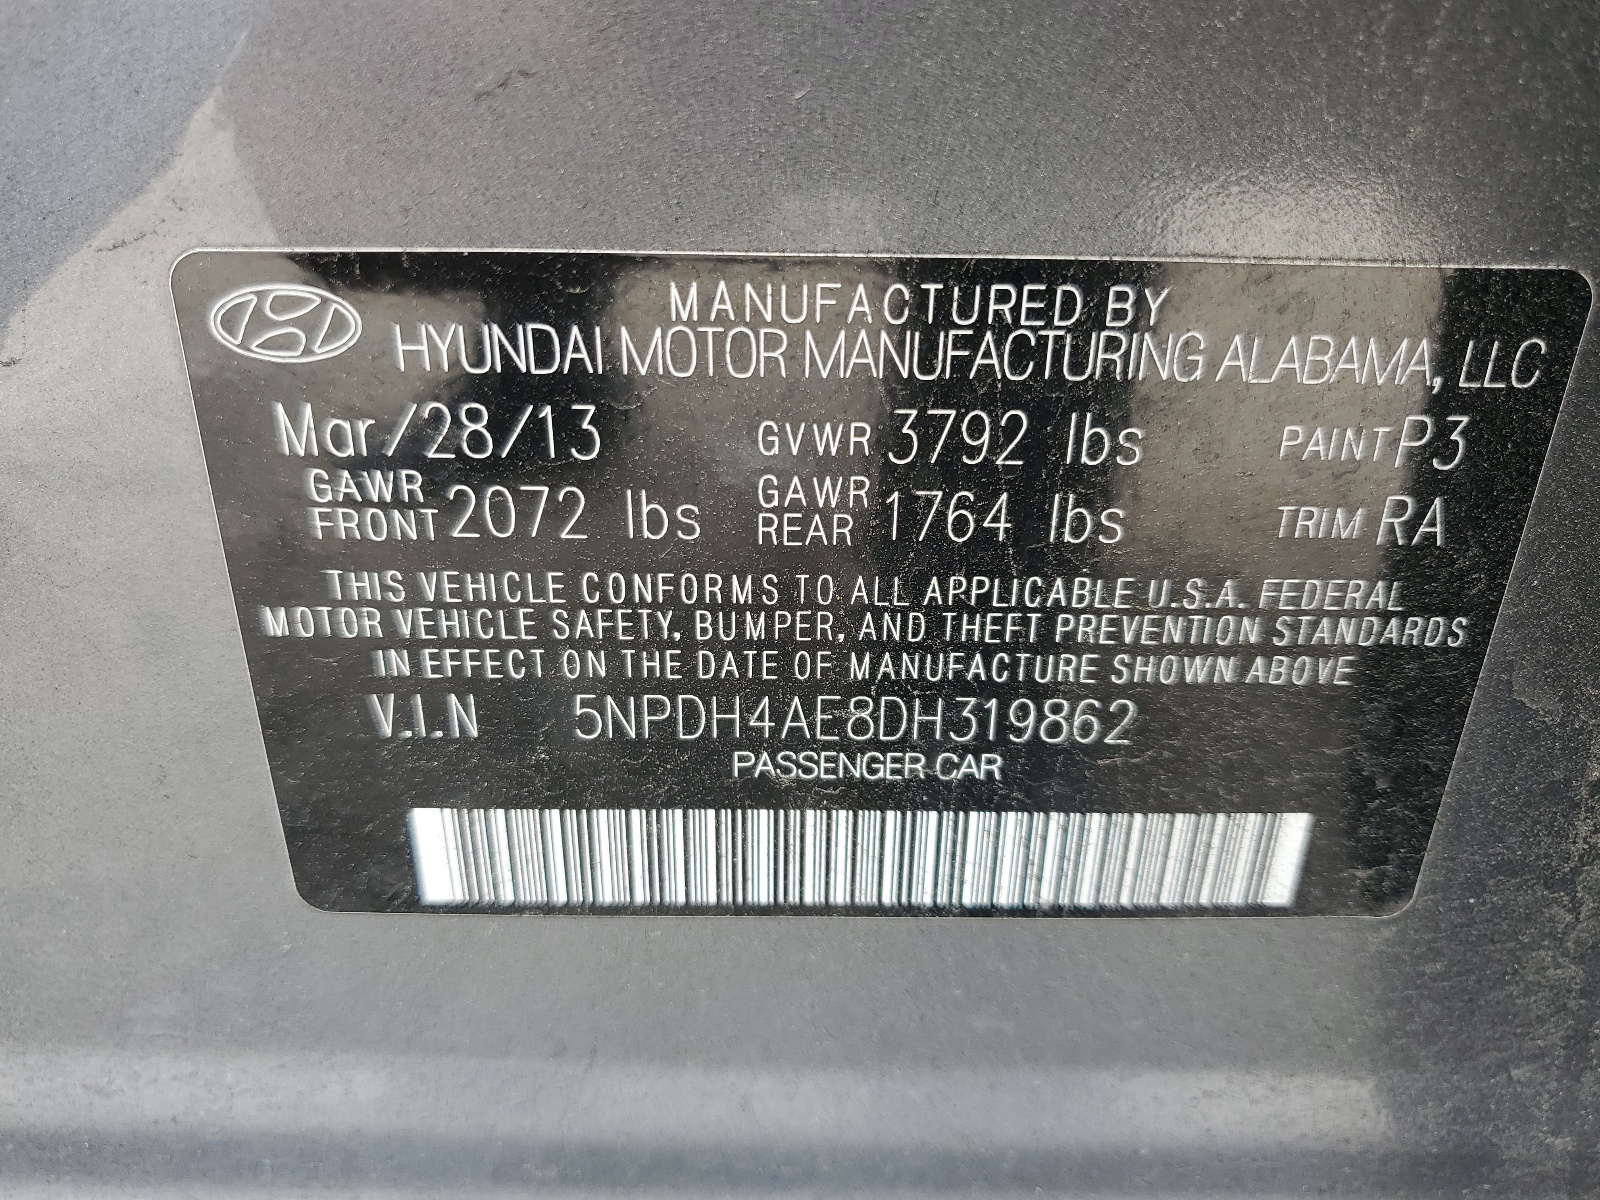 MANUFACTURED BY
HYUNDAI MOTOR MANUFACTURING ALABAMA, LLC
Mar/28/13 GVWR 3792 lbs PAINT P3
GAWR FRONT 2072 lbs GAWR REAR 1764 lbs TRIM RA
THIS VEHICLE CONFORMS TO ALL APPLICABLE U.S.A. FEDERAL
MOTOR VEHICLE SAFETY, BUMPER, AND THEFT PREVENTION STANDARDS
IN EFFECT ON THE DATE OF MANUFACTURE SHOWN ABOVE
V.I.N 5NPDH4AE8DH319862
PASSENGER CAR